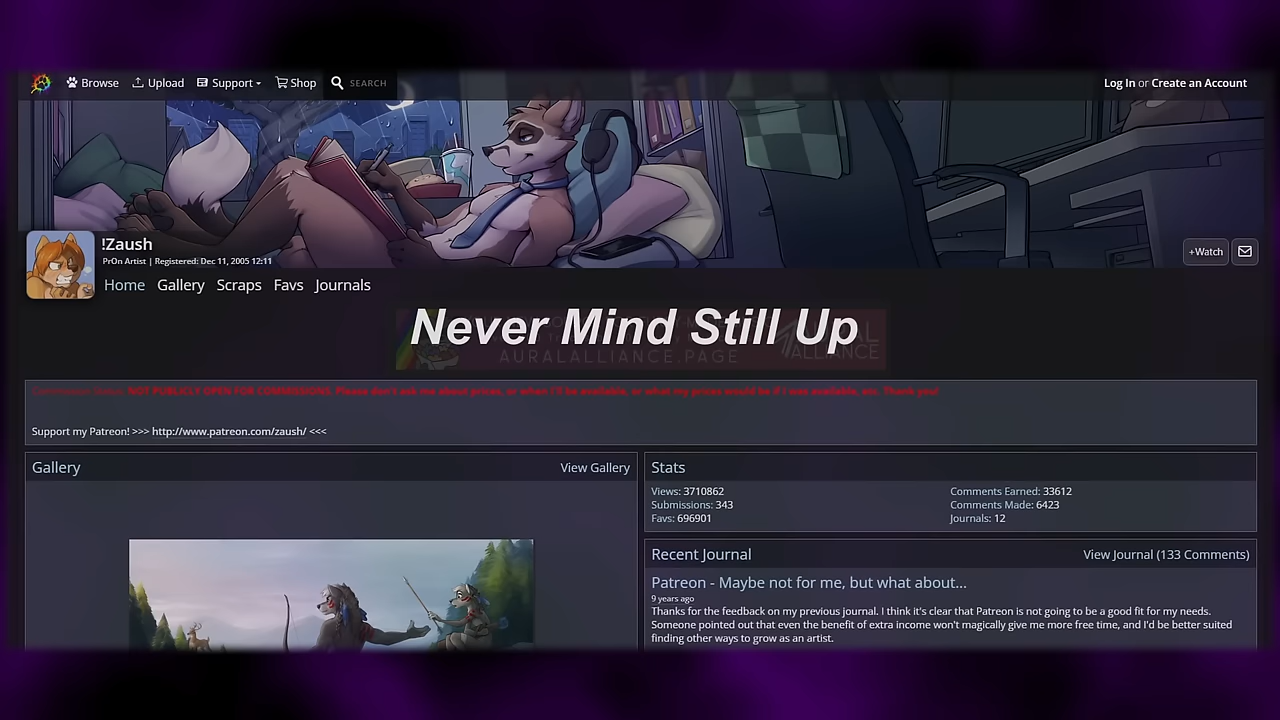 Browse Upload Support Shop SEARCH Log In or Create an Account
!Zaush
PrOn Artist | Registered: Dec 11, 2005 12:11
+Watch
Home Gallery Scraps Favs Journals
Never Mind Still Up
AURALALLIANCE.PAGE
ALLIANCE
NOT PUBLICLY OPEN FOR COMMISSIONS. Please don't ask me about prices, or when I'll be available, or what my prices would be if I was available, etc. Thank you!
Support my Patreon! >>> http://www.patreon.com/zaush/ <<<
Gallery View Gallery
Stats
Views: 3710862 Comments Earned: 33612
Submissions: 343 Comments Made: 6423
Favs: 696901 Journals: 12
Recent Journal View Journal (133 Comments)
Patreon - Maybe not for me, but what about...
9 years ago
Thanks for the feedback on my previous journal. I think it's clear that Patreon is not going to be a good fit for my needs.
Someone pointed out that even the benefit of extra income won't magically give me more free time, and I'd be better suited
finding other ways to grow as an artist.